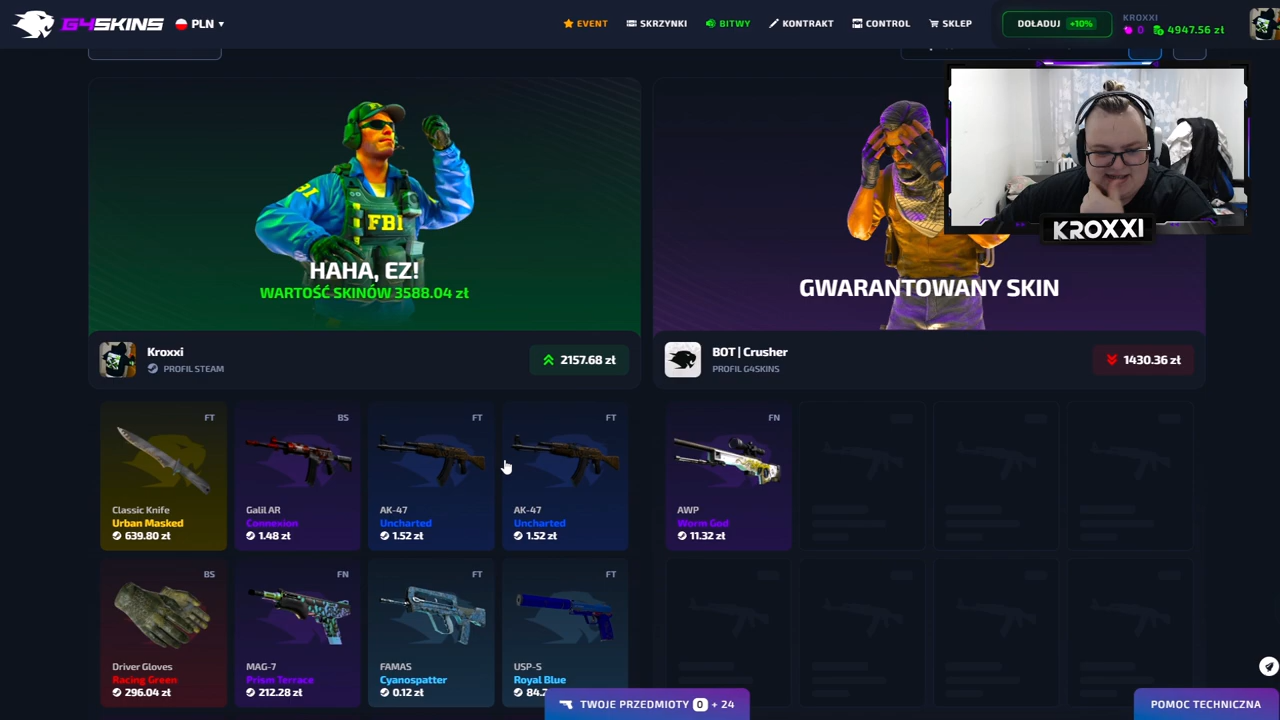 G4SKINS
PLN
EVENT
SKRZYNKI
BITWY
KONTRAKT
CONTROL
SKLEP
DOŁADUJ +10%
KROXXI
0 4947.56 zł
KROXXI
FBI
HAHA, EZ!
WARTOŚĆ SKINÓW 3588.04 zł
GWARANTOWANY SKIN
Kroxxi
PROFIL STEAM
2157.68 zł
BOT | Crusher
PROFIL G4SKINS
1430.36 zł
FT
Classic Knife
Urban Masked
639.80 zł
BS
Galil AR
Connexion
1.48 zł
FT
AK-47
Uncharted
1.52 zł
FT
AK-47
Uncharted
1.52 zł
FN
AWP
Worm God
11.32 zł
BS
Driver Gloves
Racing Green
296.04 zł
FN
MAG-7
Prism Terrace
212.28 zł
FT
FAMAS
Cyanospatter
0.12 zł
FT
USP-S
Royal Blue
TWOJE PRZEDMIOTY 0 + 24
POMOC TECHNICZNA